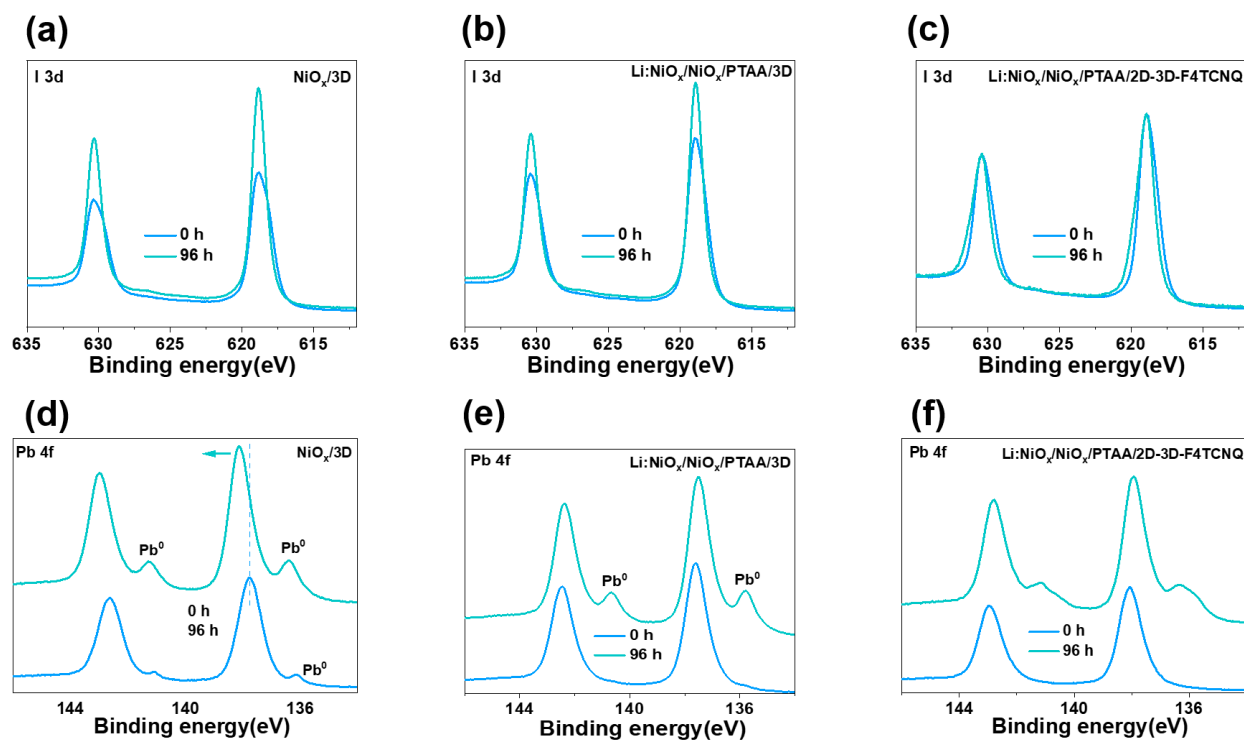 (a)
I 3d
NiOₓ/3D
0 h
96 h
635 630 625 620 615
Binding energy(eV)
(b)
I 3d
Li:NiOₓ/NiOₓ/PTAA/3D
0 h
96 h
635 630 625 620 615
Binding energy(eV)
(c)
I 3d
Li:NiOₓ/NiOₓ/PTAA/2D-3D-F4TCNQ
0 h
96 h
635 630 625 620 615
Binding energy(eV)
(d)
Pb 4f
NiOₓ/3D
Pb⁰
Pb⁰
0 h
96 h
Pb⁰
144 140 136
Binding energy(eV)
(e)
Pb 4f
Li:NiOₓ/NiOₓ/PTAA/3D
Pb⁰
Pb⁰
0 h
96 h
144 140 136
Binding energy(eV)
(f)
Pb 4f
Li:NiOₓ/NiOₓ/PTAA/2D-3D-F4TCNQ
0 h
96 h
144 140 136
Binding energy(eV)